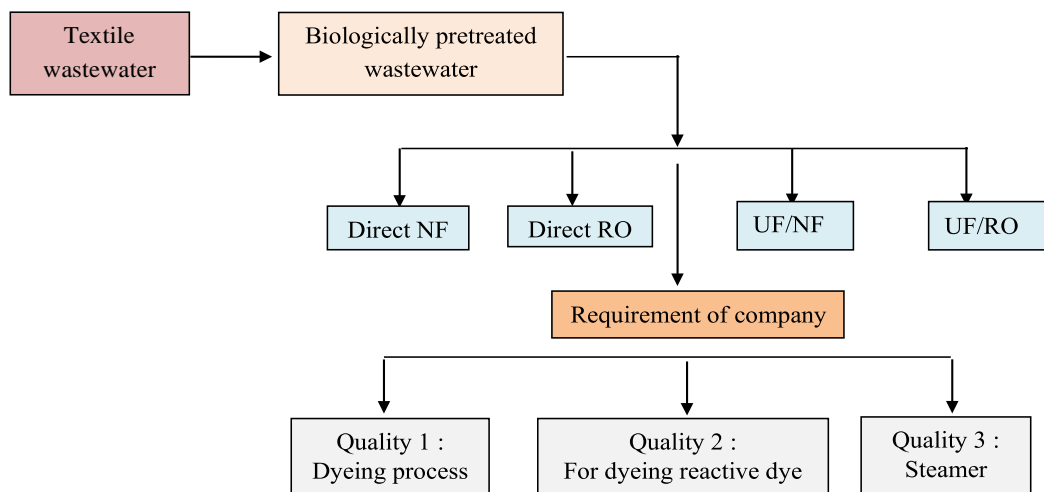 Textile
wastewater
Biologically pretreated
wastewater
Direct NF
Direct RO
UF/NF
UF/RO
Requirement of company
Quality 1 :
Dyeing process
Quality 2 :
For dyeing reactive dye
Quality 3 :
Steamer